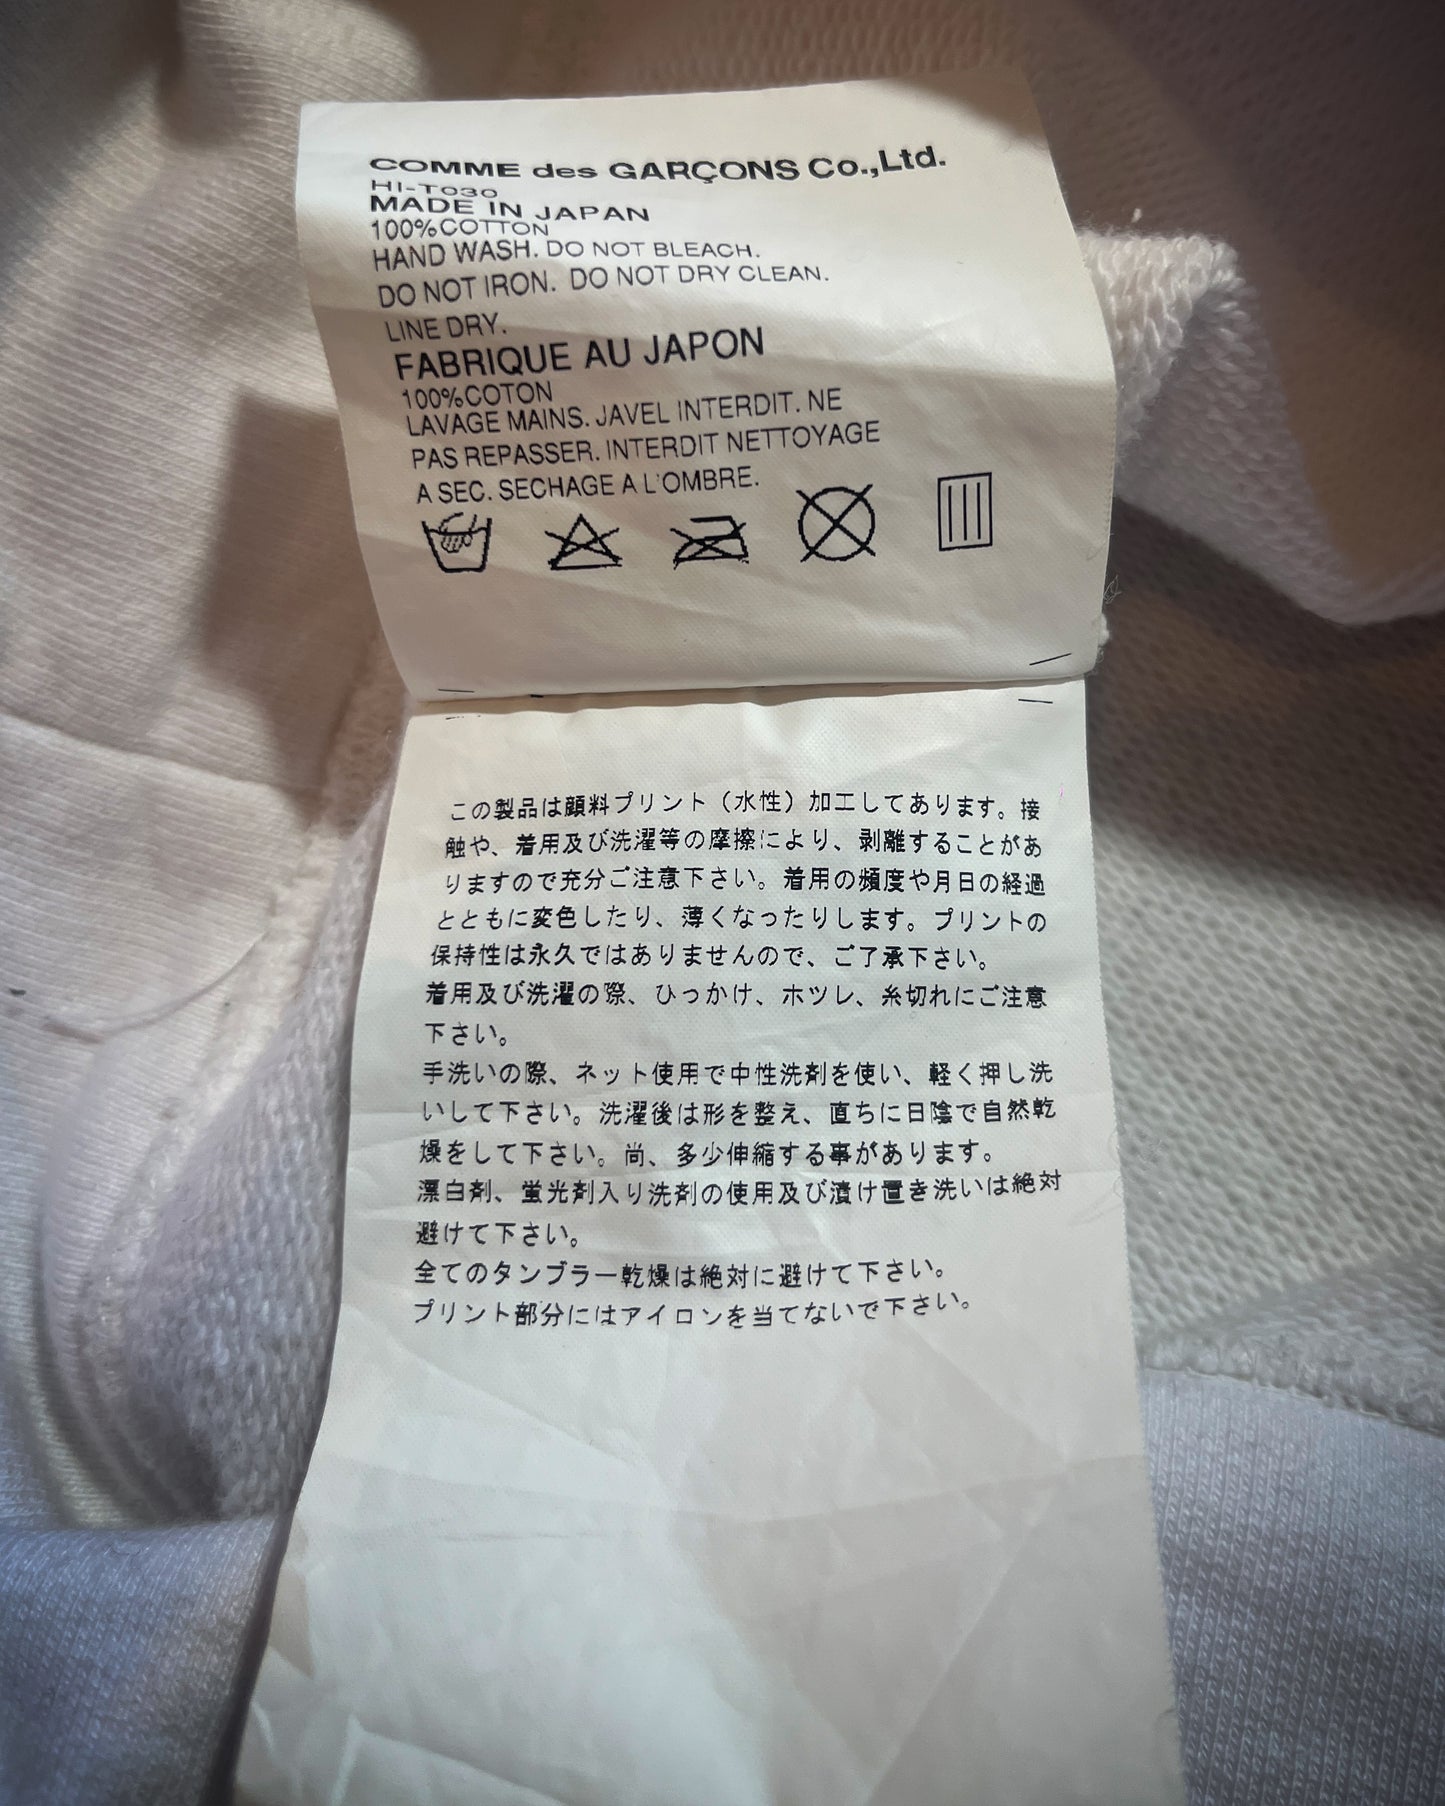 COMME des GARÇONS Co.,Ltd.
HI-T030
MADE IN JAPAN
100%COTTON
HAND WASH. DO NOT BLEACH.
DO NOT IRON. DO NOT DRY CLEAN.
LINE DRY.
FABRIQUE AU JAPON
100%COTON
LAVAGE MAINS. JAVEL INTERDIT. NE
PAS REPASSER. INTERDIT NETTOYAGE
A SEC. SECHAGE A L'OMBRE.
この製品は顔料プリント（水性）加工してあります。接
触や、着用及び洗濯等の摩擦により、剥離することがあ
りますので充分ご注意下さい。着用の頻度や月日の経過
とともに変色したり、薄くなったりします。プリントの
保持性は永久ではありませんので、ご了承下さい。
着用及び洗濯の際、ひっかけ、ホツレ、糸切れにご注意
下さい。
手洗いの際、ネット使用で中性洗剤を使い、軽く押し洗
いして下さい。洗濯後は形を整え、直ちに日陰で自然乾
燥をして下さい。尚、多少伸縮する事があります。
漂白剤、蛍光剤入り洗剤の使用及び漬け置き洗いは絶対
避けて下さい。
全てのタンブラー乾燥は絶対に避けて下さい。
プリント部分にはアイロンを当てないで下さい。